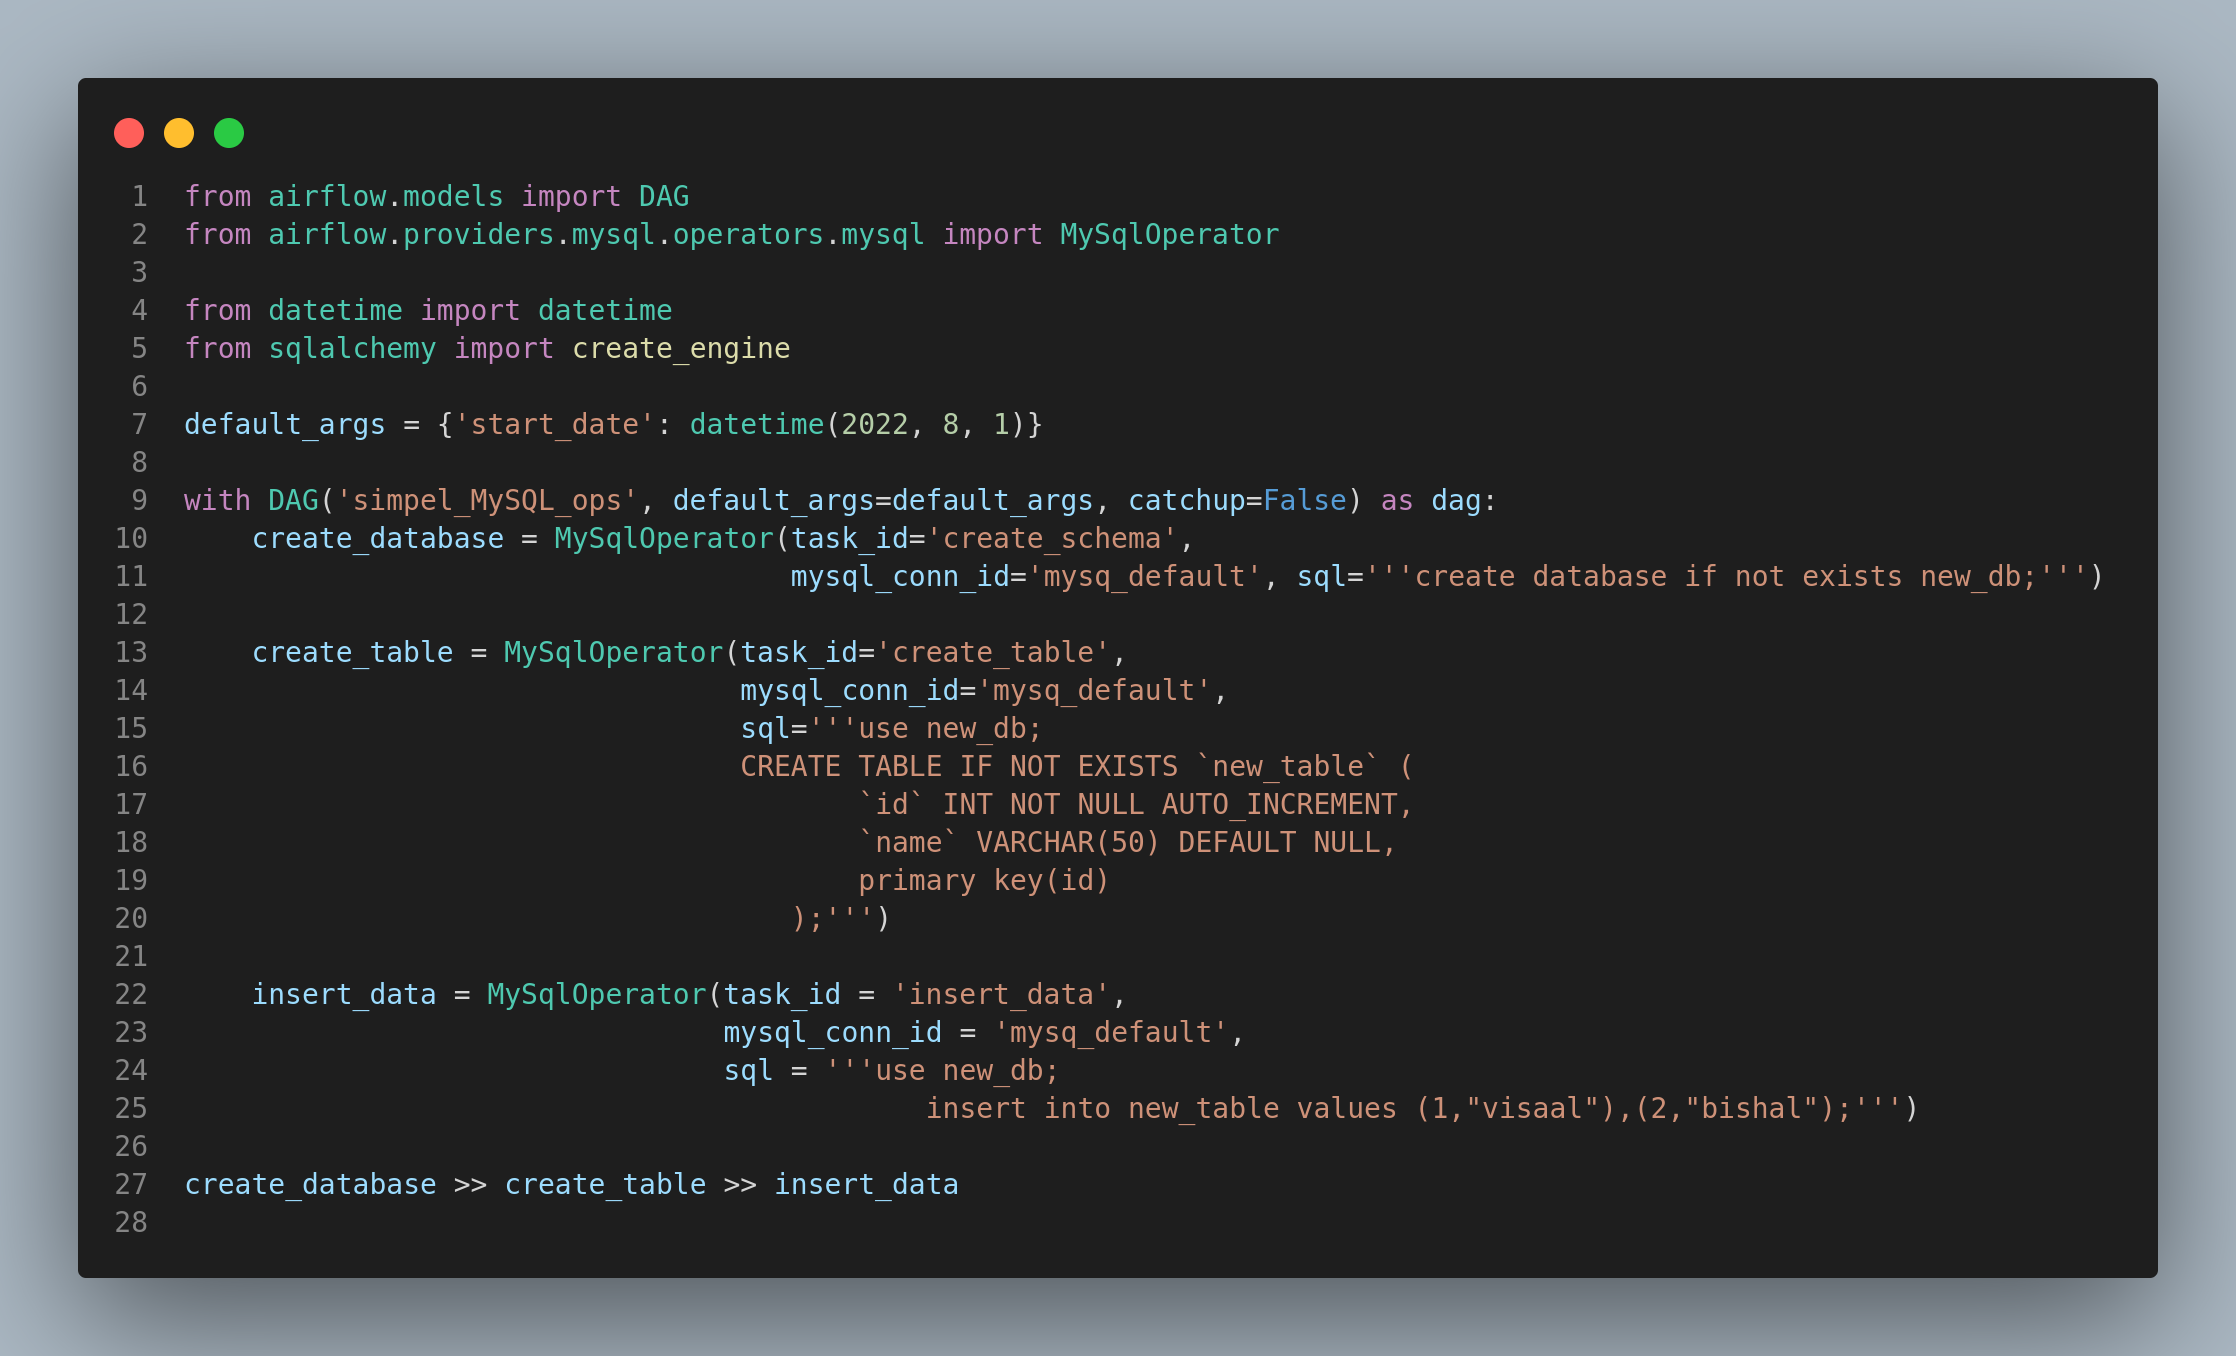 1 from airflow.models import DAG
2 from airflow.providers.mysql.operators.mysql import MySqlOperator
3
4 from datetime import datetime
5 from sqlalchemy import create_engine
6
7 default_args = {'start_date': datetime(2022, 8, 1)}
8
9 with DAG('simpel_MySQL_ops', default_args=default_args, catchup=False) as dag:
10     create_database = MySqlOperator(task_id='create_schema',
11                                     mysql_conn_id='mysq_default', sql='''create database if not exists new_db;''')
12
13     create_table = MySqlOperator(task_id='create_table',
14                                  mysql_conn_id='mysq_default',
15                                  sql='''use new_db;
16                                  CREATE TABLE IF NOT EXISTS `new_table` (
17                                         `id` INT NOT NULL AUTO_INCREMENT,
18                                         `name` VARCHAR(50) DEFAULT NULL,
19                                         primary key(id)
20                                     );''')
21
22     insert_data = MySqlOperator(task_id = 'insert_data',
23                                 mysql_conn_id = 'mysq_default',
24                                 sql = '''use new_db;
25                                             insert into new_table values (1,"visaal"),(2,"bishal");''')
26
27 create_database >> create_table >> insert_data
28